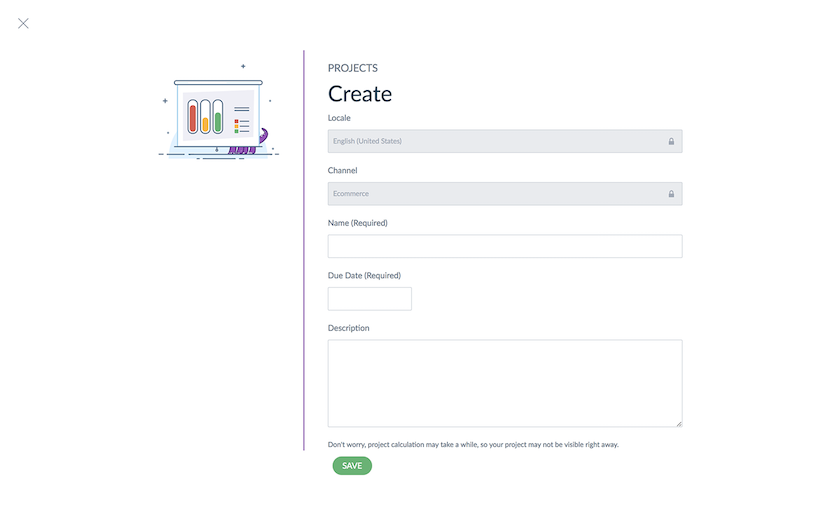 PROJECTS
Create
Locale
English (United States)
Channel
Ecommerce
Name (Required)
Due Date (Required)
Description
Don't worry, project calculation may take a while, so your project may not be visible right away.
SAVE